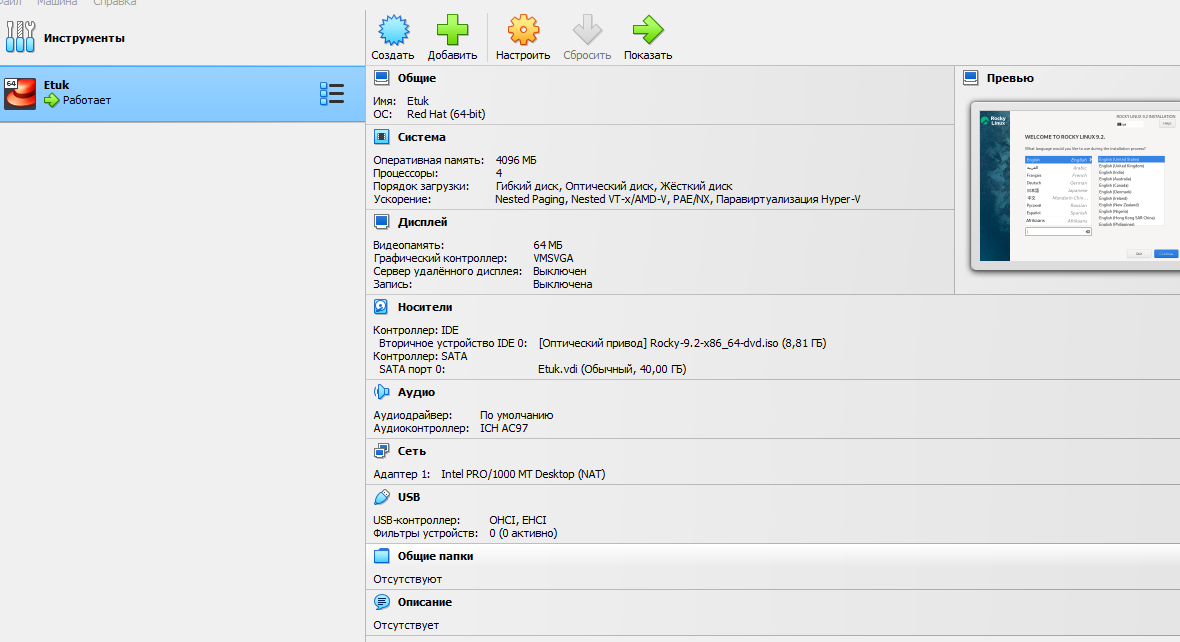 Файл Машина Справка
Инструменты
Создать Добавить Настроить Сбросить Показать
64
Etuk
Работает
Общие
Имя: Etuk
ОС: Red Hat (64-bit)
Система
Оперативная память: 4096 МБ
Процессоры: 4
Порядок загрузки: Гибкий диск, Оптический диск, Жёсткий диск
Ускорение: Nested Paging, Nested VT-x/AMD-V, PAE/NX, Паравиртуализация Hyper-V
Дисплей
Видеопамять: 64 МБ
Графический контроллер: VMSVGA
Сервер удалённого дисплея: Выключен
Запись: Выключена
Носители
Контроллер: IDE
Вторичное устройство IDE 0: [Оптический привод] Rocky-9.2-x86_64-dvd.iso (8,81 ГБ)
Контроллер: SATA
SATA порт 0: Etuk.vdi (Обычный, 40,00 ГБ)
Аудио
Аудиодрайвер: По умолчанию
Аудиоконтроллер: ICH AC97
Сеть
Адаптер 1: Intel PRO/1000 MT Desktop (NAT)
USB
USB-контроллер: OHCI, EHCI
Фильтры устройств: 0 (0 активно)
Общие папки
Отсутствуют
Описание
Отсутствует
Превью
Rocky
Linux
ROCKY LINUX 9.2 INSTALLATION
Help!
WELCOME TO ROCKY LINUX 9.2.
What language would you like to use during the installation process?
English English
العربية Arabic
Français French
Deutsch German
日本語 Japanese
中文 Mandarin Chin...
Русский Russian
Español Spanish
Afrikaans Afrikaans
English (United States)
English (United Kingdom)
English (India)
English (Australia)
English (Canada)
English (Denmark)
English (Ireland)
English (New Zealand)
English (Nigeria)
English (Hong Kong SAR China)
English (Philippines)
Quit Continue